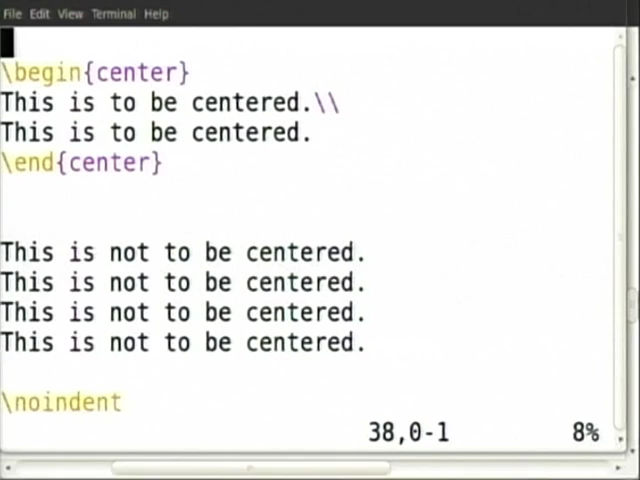 File Edit View Terminal Help
\begin{center}
This is to be centered.\\
This is to be centered.
\end{center}
This is not to be centered.
This is not to be centered.
This is not to be centered.
This is not to be centered.
\noindent
38,0-1 8%